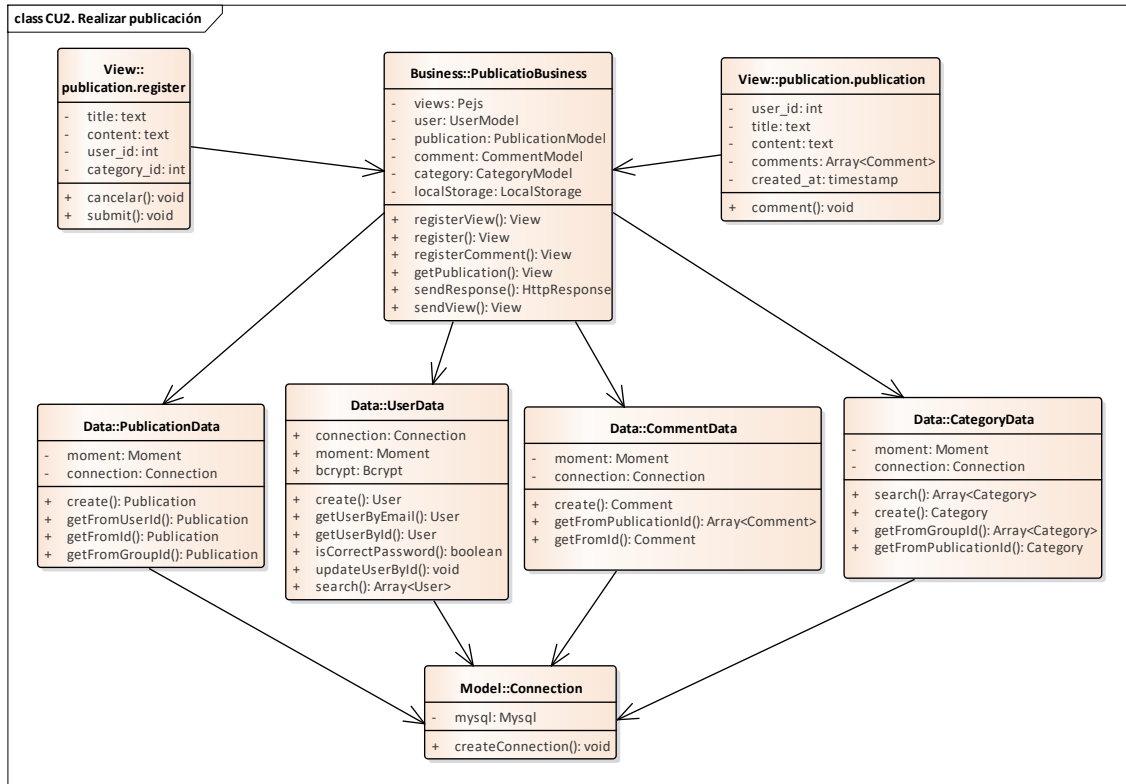 class CU2. Realizar publicación
View::
publication.register
- title: text
- content: text
- user_id: int
- category_id: int
+ cancelar(): void
+ submit(): void
Business::PublicatioBusiness
- views: Pejs
- user: UserModel
- publication: PublicationModel
- comment: CommentModel
- category: CategoryModel
- localStorage: LocalStorage
+ registerView(): View
+ register(): View
+ registerComment(): View
+ getPublication(): View
+ sendResponse(): HttpResponse
+ sendView(): View
View::publication.publication
- user_id: int
- title: text
- content: text
- comments: Array<Comment>
- created_at: timestamp
+ comment(): void
Data::PublicationData
- moment: Moment
- connection: Connection
+ create(): Publication
+ getFromUserId(): Publication
+ getFromId(): Publication
+ getFromGroupId(): Publication
Data::UserData
+ connection: Connection
+ moment: Moment
+ bcrypt: Bcrypt
+ create(): User
+ getUserByEmail(): User
+ getUserById(): User
+ isCorrectPassword(): boolean
+ updateUserById(): void
+ search(): Array<User>
Data::CommentData
- moment: Moment
- connection: Connection
+ create(): Comment
+ getFromPublicationId(): Array<Comment>
+ getFromId(): Comment
Data::CategoryData
- moment: Moment
- connection: Connection
+ search(): Array<Category>
+ create(): Category
+ getFromGroupId(): Array<Category>
+ getFromPublicationId(): Category
Model::Connection
- mysql: Mysql
+ createConnection(): void